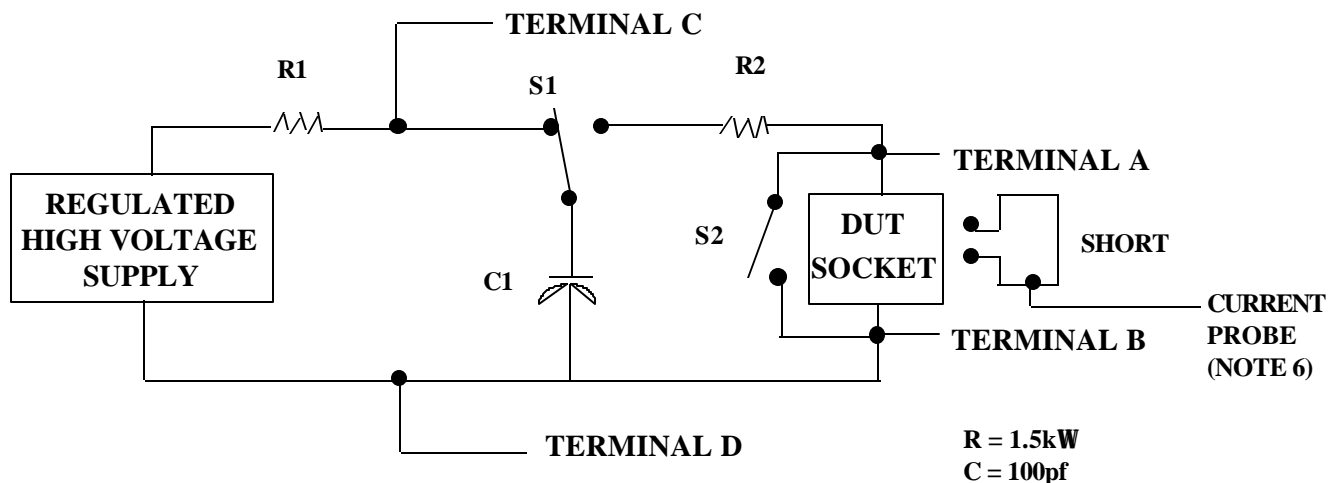 TERMINAL C
R1
S1
R2
REGULATED
HIGH VOLTAGE
SUPPLY
C1
S2
TERMINAL A
DUT
SOCKET
SHORT
TERMINAL B
CURRENT
PROBE
(NOTE 6)
TERMINAL D
R = 1.5kW
C = 100pf